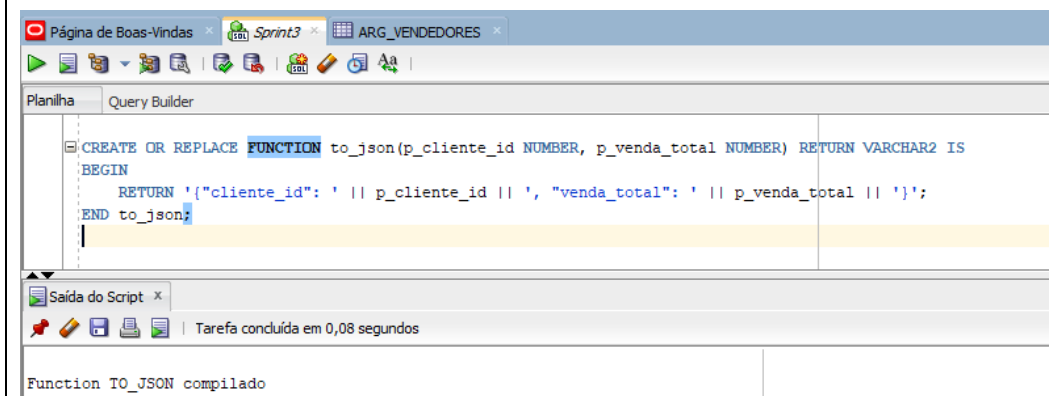 Página de Boas-Vindas × Sprint3 × ARG_VENDEDORES ×
Planilha Query Builder
CREATE OR REPLACE FUNCTION to_json(p_cliente_id NUMBER, p_venda_total NUMBER) RETURN VARCHAR2 IS
BEGIN
    RETURN '{"cliente_id": ' || p_cliente_id || ', "venda_total": ' || p_venda_total || '}';
END to_json;
Saída do Script x
Tarefa concluída em 0,08 segundos
Function TO_JSON compilado